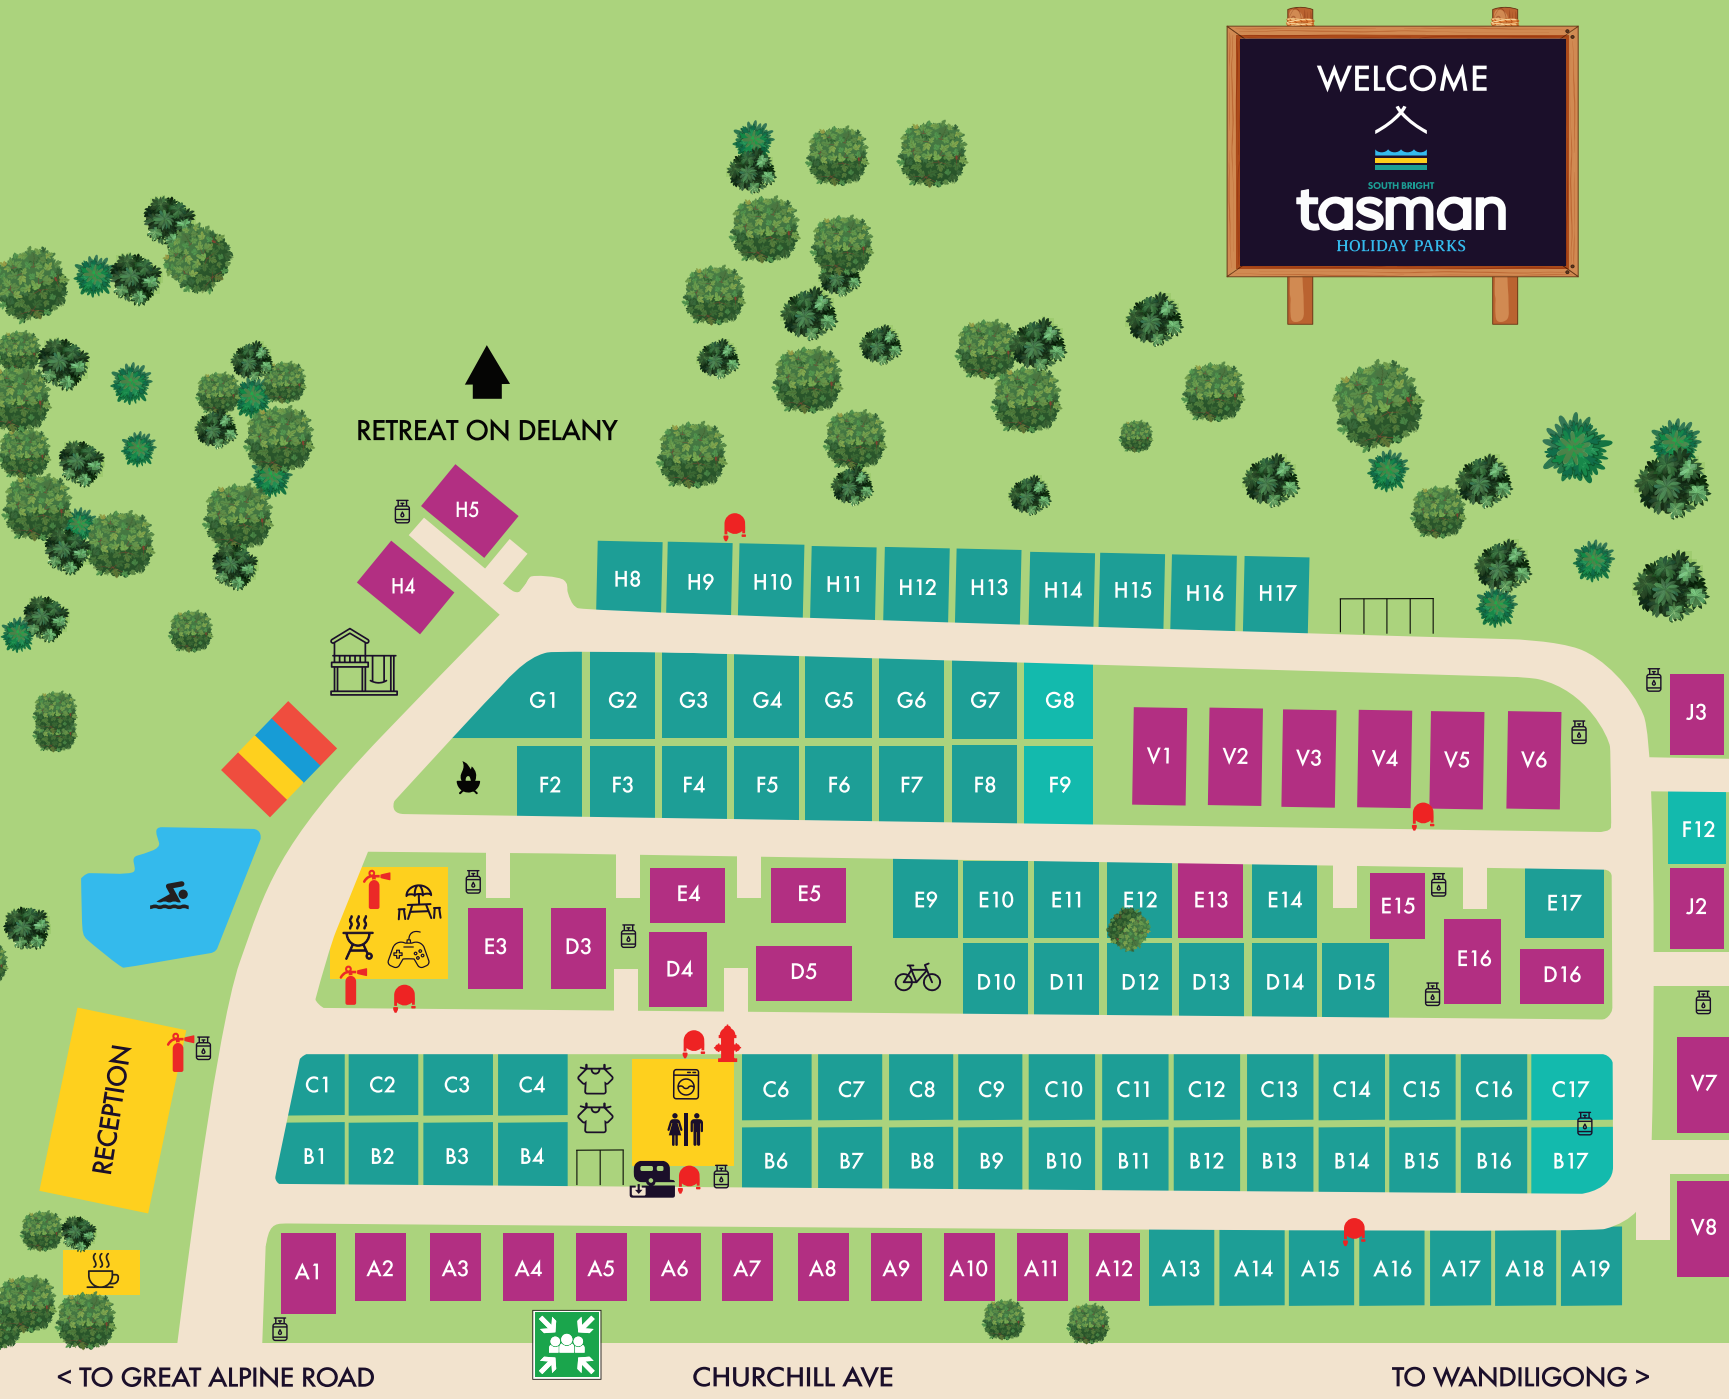 WELCOME
SOUTH BRIGHT
tasman
HOLIDAY PARKS
RETREAT ON DELANY
H5
H4
H8 H9 H10 H11 H12 H13 H14 H15 H16 H17
G1 G2 G3 G4 G5 G6 G7 G8
J3
V1 V2 V3 V4 V5 V6
F2 F3 F4 F5 F6 F7 F8 F9
F12
E4 E5 E9 E10 E11 E12 E13 E14 E15 E17 J2
E3 D3 D4 D5 E16 D16
D10 D11 D12 D13 D14 D15
RECEPTION
C1 C2 C3 C4 C6 C7 C8 C9 C10 C11 C12 C13 C14 C15 C16 C17 V7
B1 B2 B3 B4 B6 B7 B8 B9 B10 B11 B12 B13 B14 B15 B16 B17
V8
A1 A2 A3 A4 A5 A6 A7 A8 A9 A10 A11 A12 A13 A14 A15 A16 A17 A18 A19
< TO GREAT ALPINE ROAD CHURCHILL AVE TO WANDILIGONG >